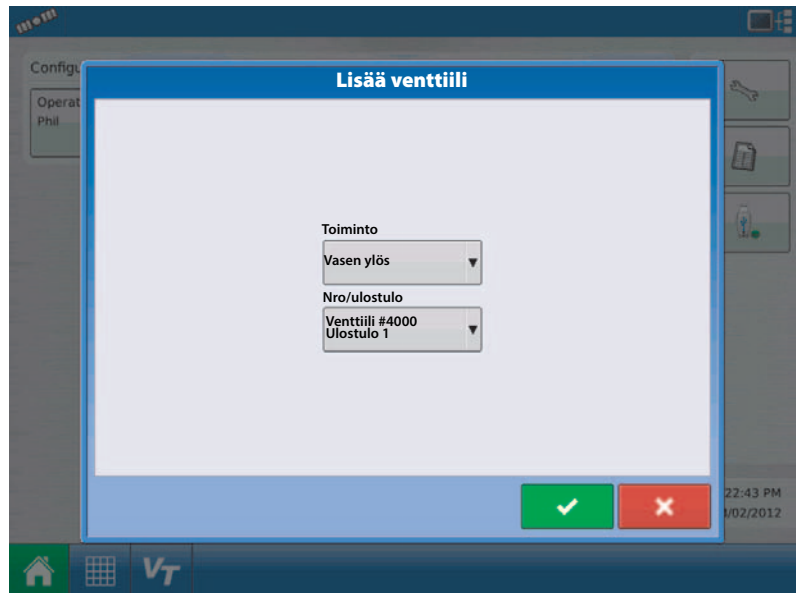 Lisää venttiili
Configu
Operat
Phil
Toiminto
Vasen ylös
Nro/ulostulo
Venttiili #4000
Ulostulo 1
22:43 PM
/02/2012
VT